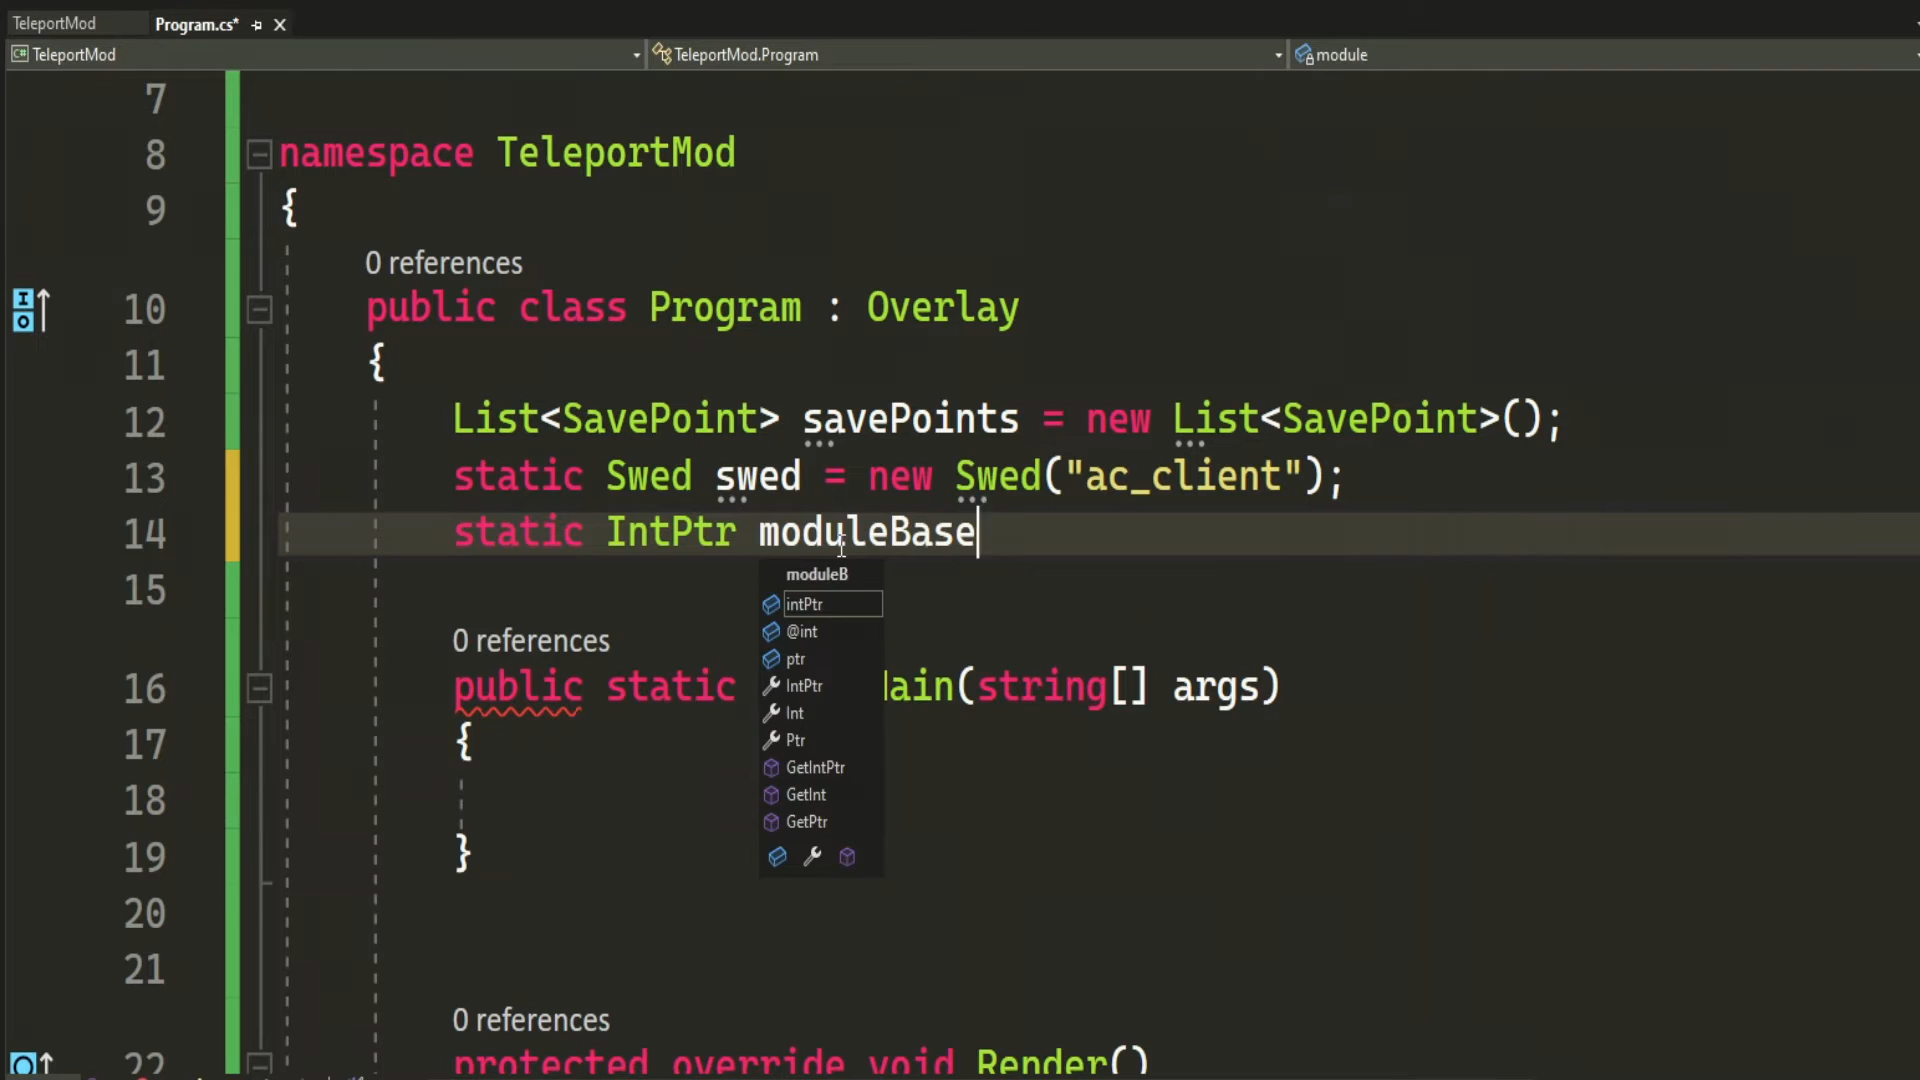 TeleportMod
Program.cs*
TeleportMod
TeleportMod.Program
module
7
8 namespace TeleportMod
9 {
0 references
10 public class Program : Overlay
11 {
12 List<SavePoint> savePoints = new List<SavePoint>();
13 static Swed swed = new Swed("ac_client");
14 static IntPtr moduleBase
15
moduleB
intPtr
@int
ptr
IntPtr
Int
Ptr
GetIntPtr
GetInt
GetPtr
0 references
16 public static ain(string[] args)
17 {
18
19 }
20
21
0 references
22 protected override void Render()